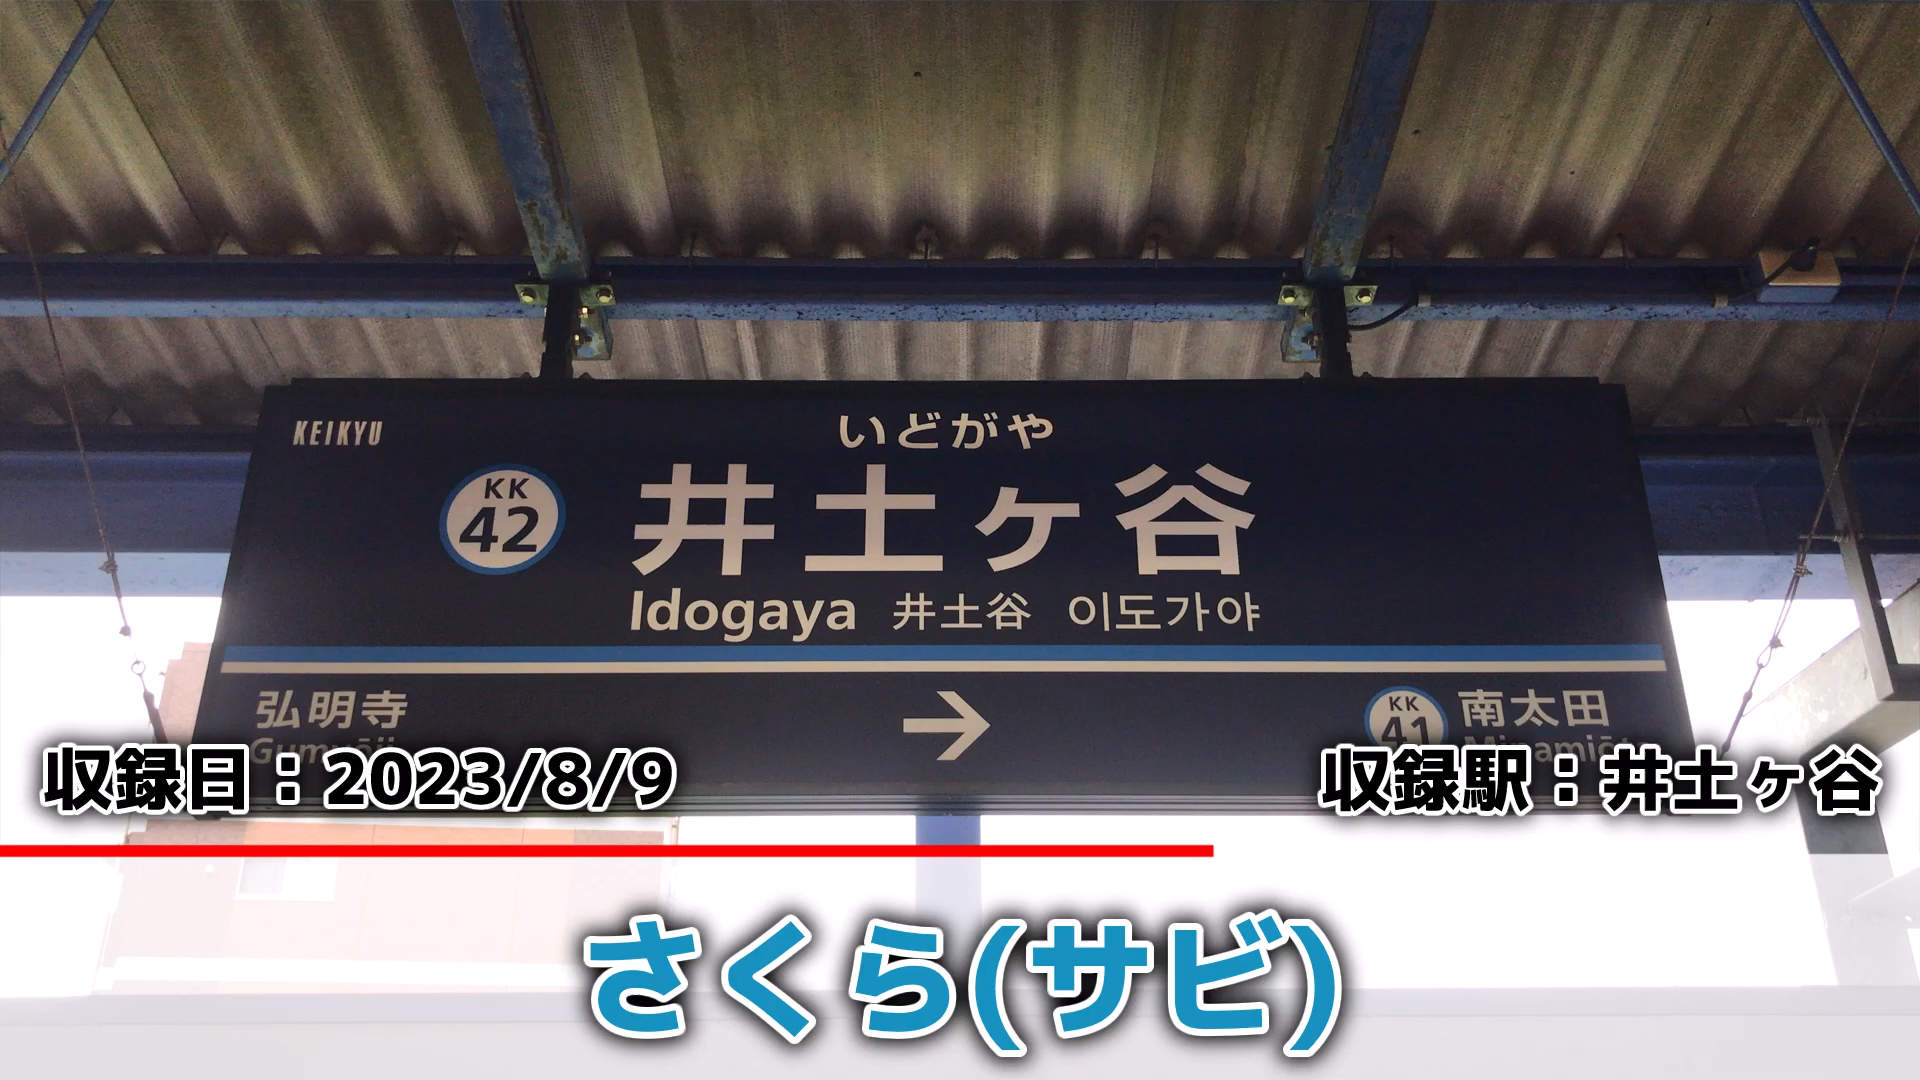 KEIKYU
いどがや
KK
42
井土ヶ谷
Idogaya 井土谷 이도가야
弘明寺
→
KK
41
南太田
収録日：2023/8/9
収録駅：井土ヶ谷
さくら(サビ)